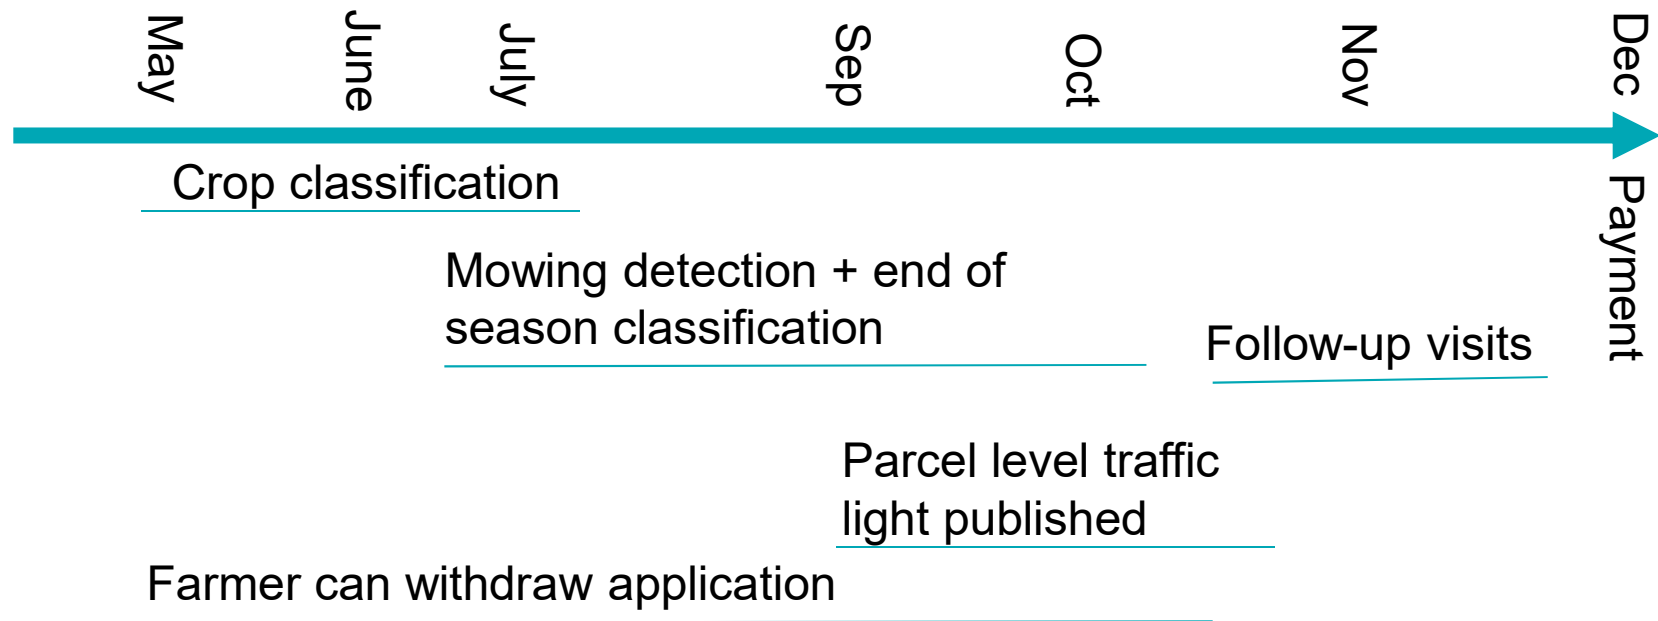 May
June
July
Sep
Oct
Nov
Dec
Crop classification
Mowing detection + end of
season classification
Follow-up visits
Payment
Parcel level traffic
light published
Farmer can withdraw application